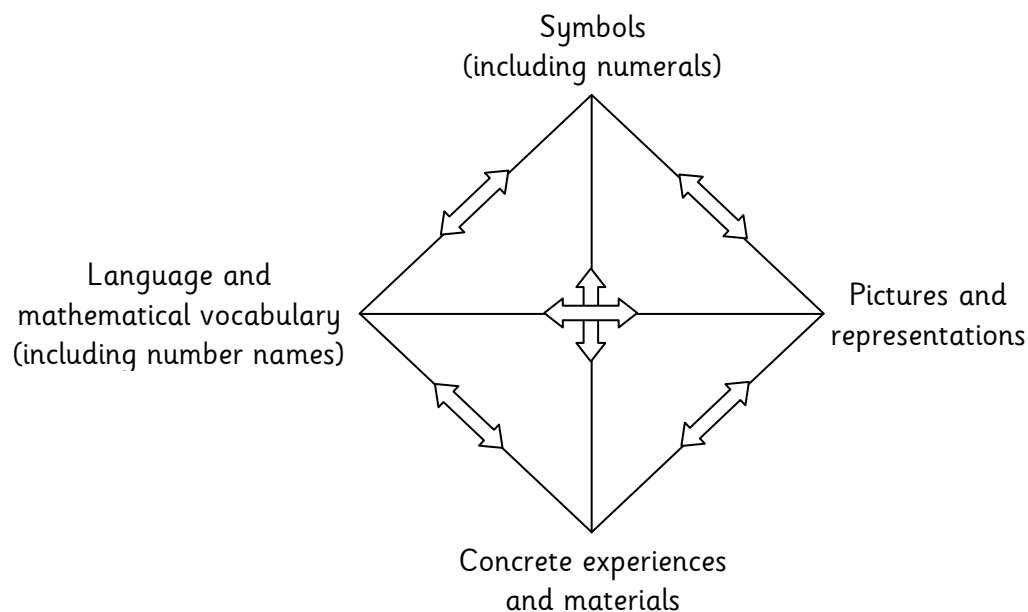 Symbols
(including numerals)
Language and
mathematical vocabulary
(including number names)
Pictures and
representations
Concrete experiences
and materials